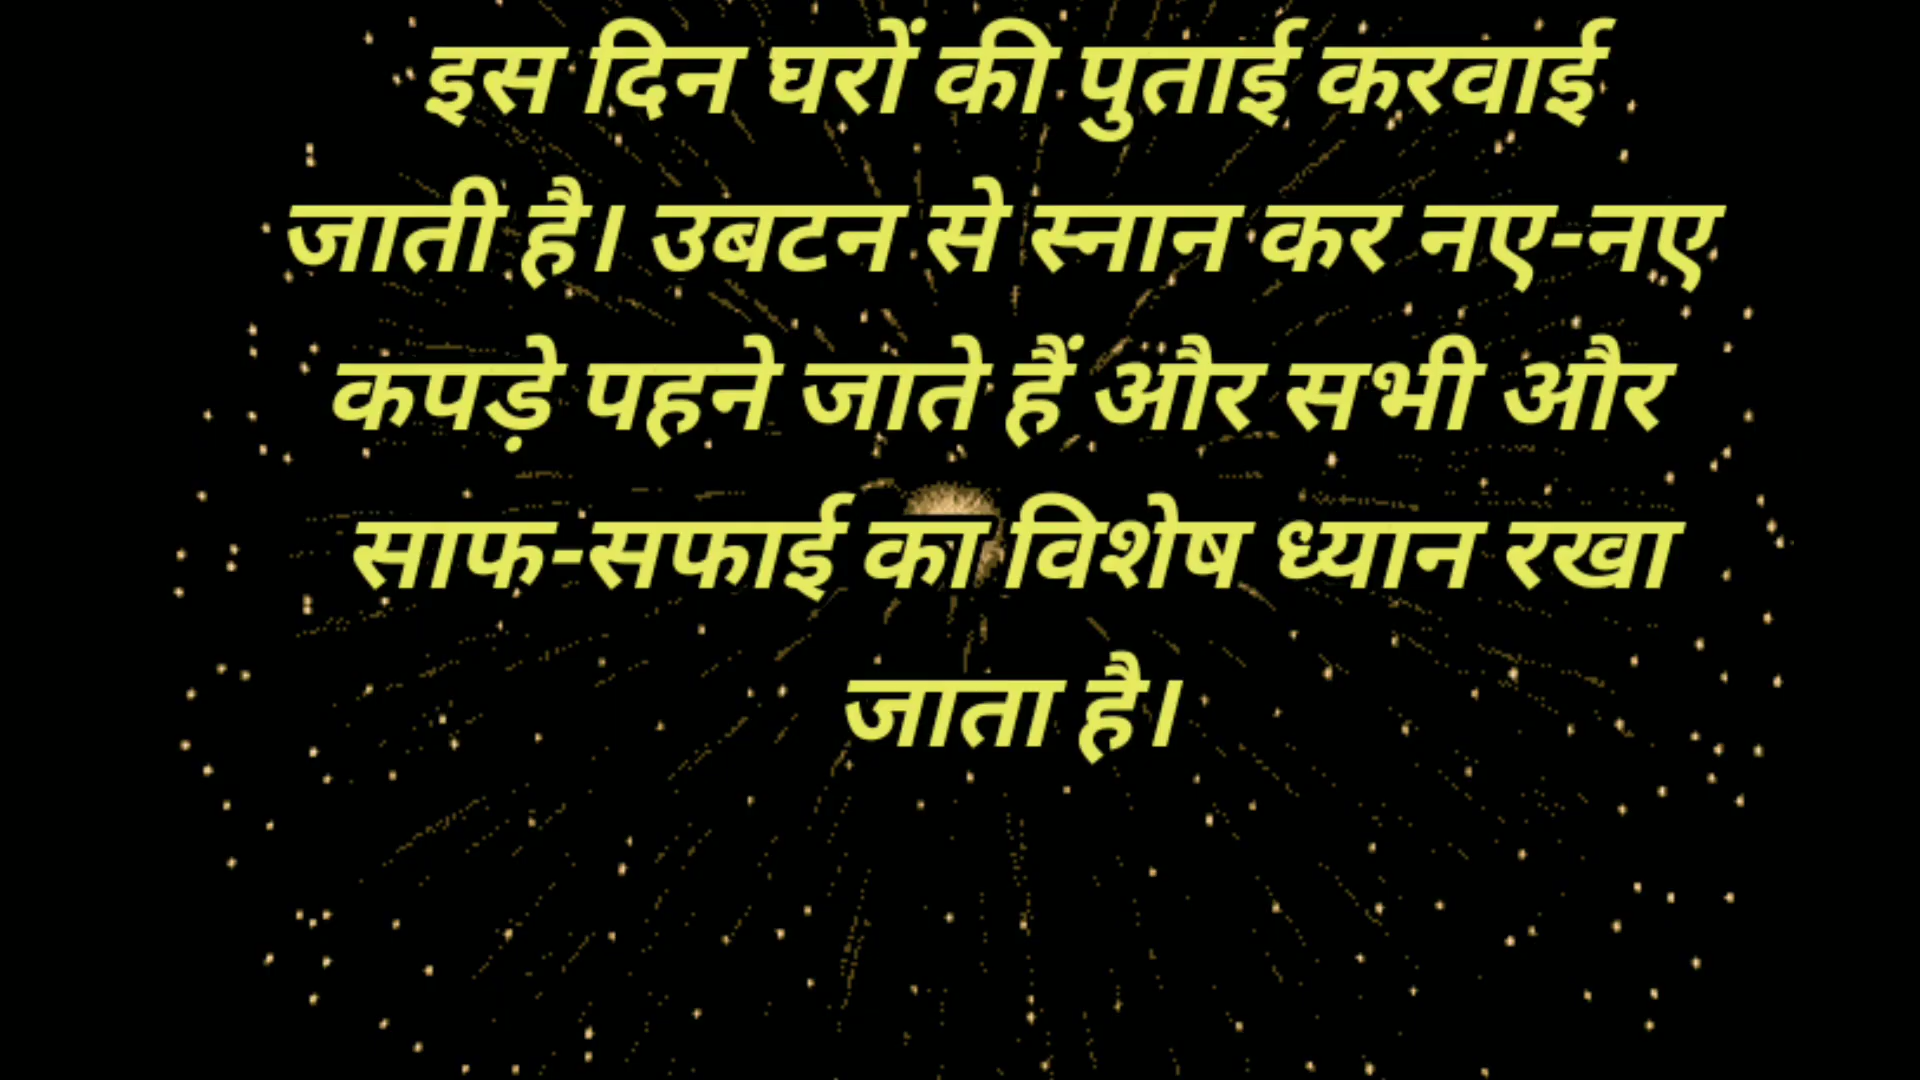 इस दिन घरों की पुताई करवाई
जाती है। उबटन से स्नान कर नए-नए
कपड़े पहने जाते हैं और सभी और
साफ-सफाई का विशेष ध्यान रखा
जाता है।